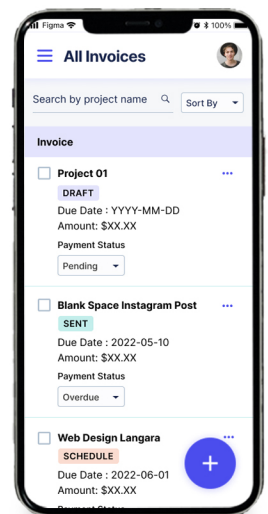 Figma 100%
All Invoices
Search by project name Sort By
Invoice
Project 01
DRAFT
Due Date : YYYY-MM-DD
Amount: $XX.XX
Payment Status
Pending
Blank Space Instagram Post
SENT
Due Date : 2022-05-10
Amount: $XX.XX
Payment Status
Overdue
Web Design Langara
SCHEDULE
Due Date : 2022-06-01
Amount: $XX.XX
Payment Status